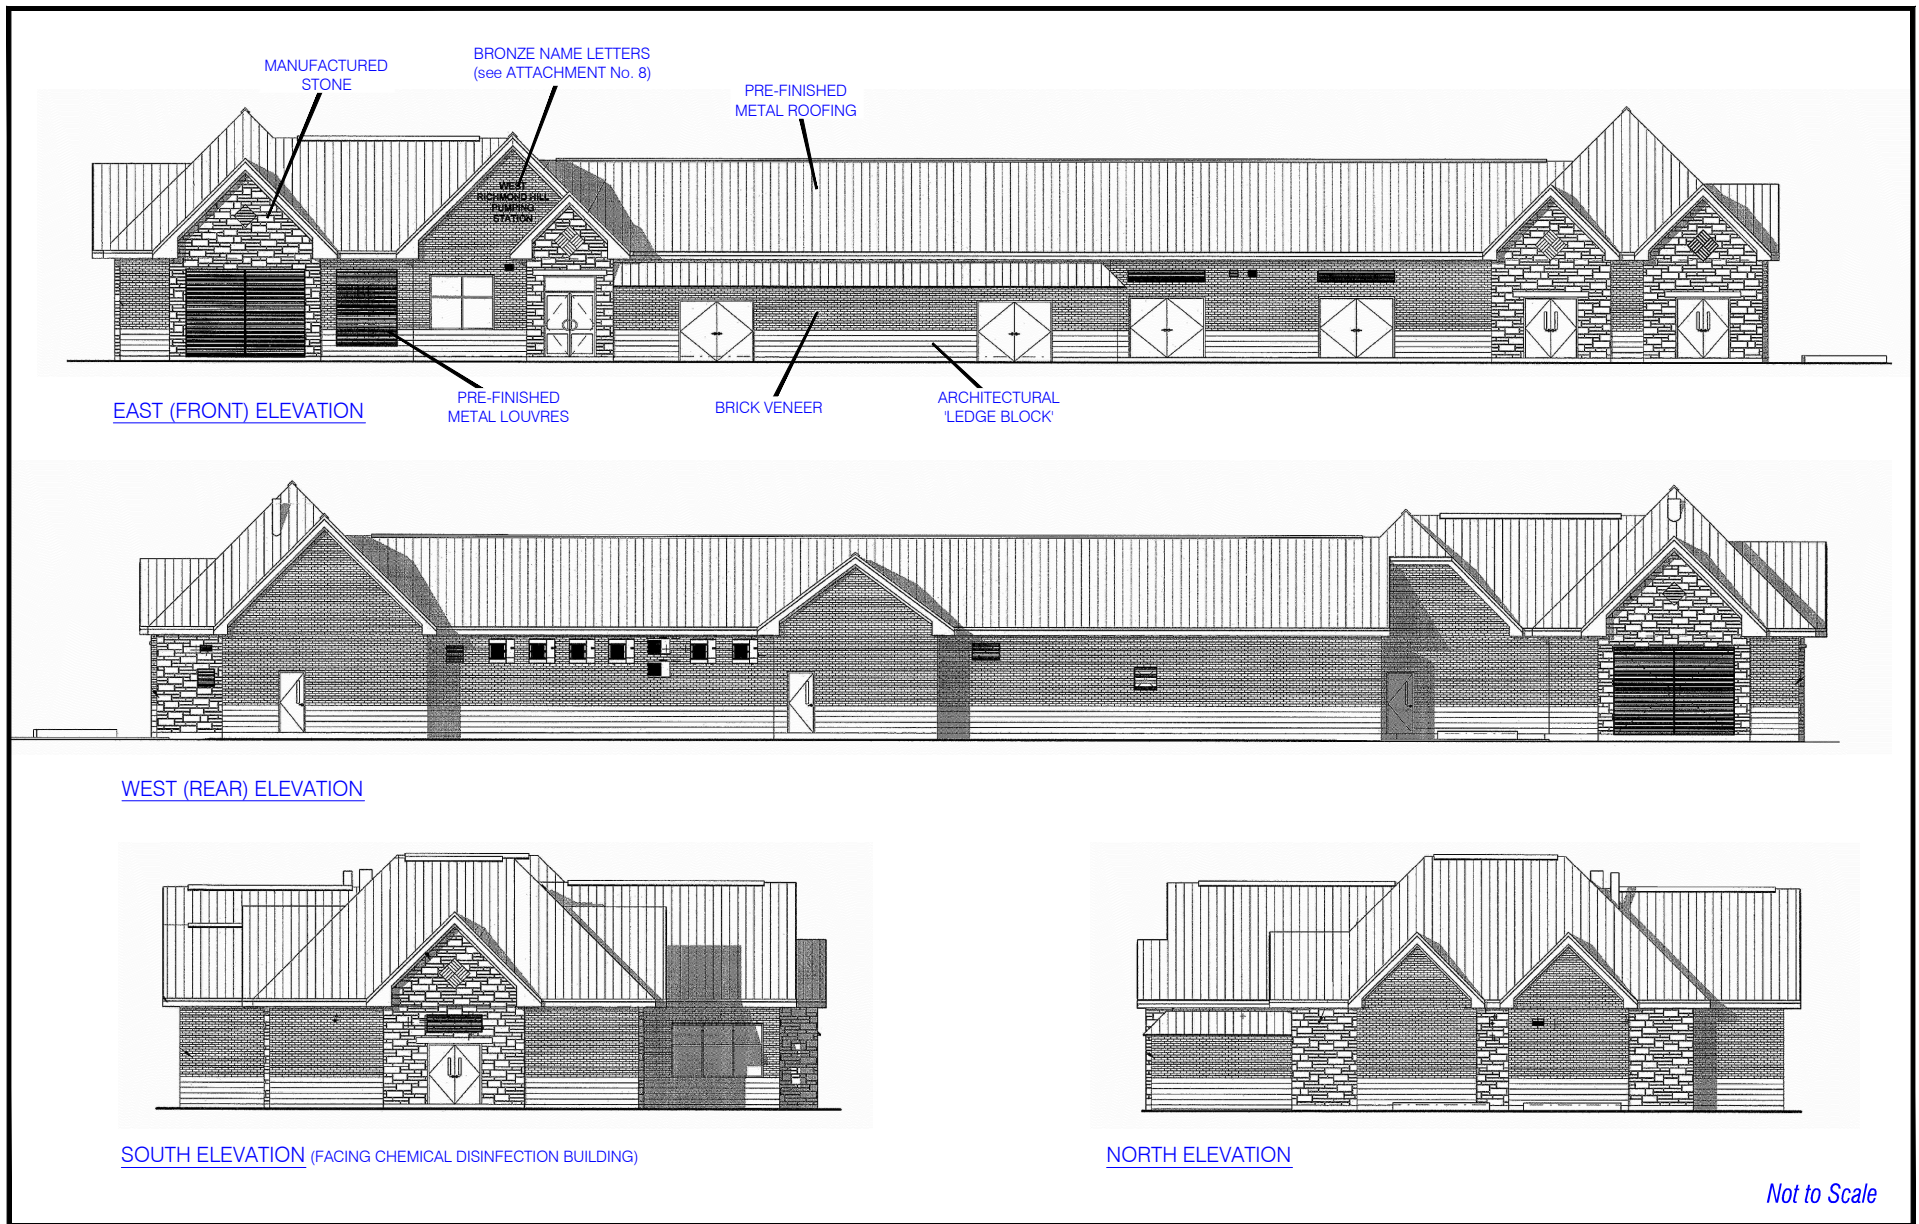 MANUFACTURED
STONE
BRONZE NAME LETTERS
(see ATTACHMENT No. 8)
PRE-FINISHED
METAL ROOFING
WEST
RICHMOND HILL
PUMPING
STATION
EAST (FRONT) ELEVATION
PRE-FINISHED
METAL LOUVRES
BRICK VENEER
ARCHITECTURAL
'LEDGE BLOCK'
WEST (REAR) ELEVATION
SOUTH ELEVATION (FACING CHEMICAL DISINFECTION BUILDING)
NORTH ELEVATION
Not to Scale